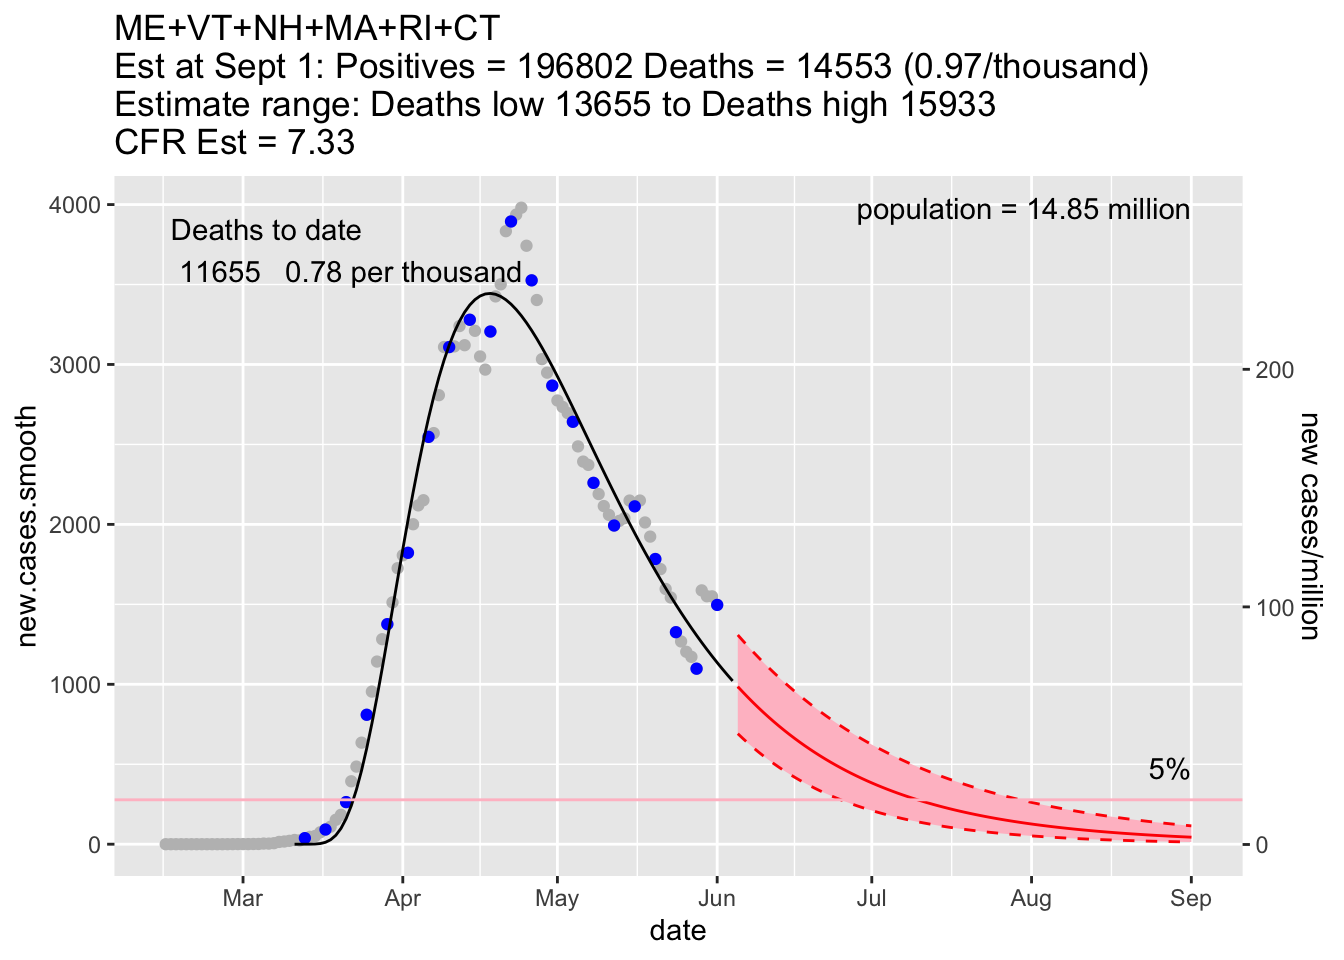 ME+VT+NH+MA+RI+CT
Est at Sept 1: Positives = 196802 Deaths = 14553 (0.97/thousand)
Estimate range: Deaths low 13655 to Deaths high 15933
CFR Est = 7.33
Deaths to date
11655 0.78 per thousand
population = 14.85 million
5%
4000
3000
2000
1000
0
new.cases.smooth
200
100
0
new cases/million
Mar Apr May Jun Jul Aug Sep
date